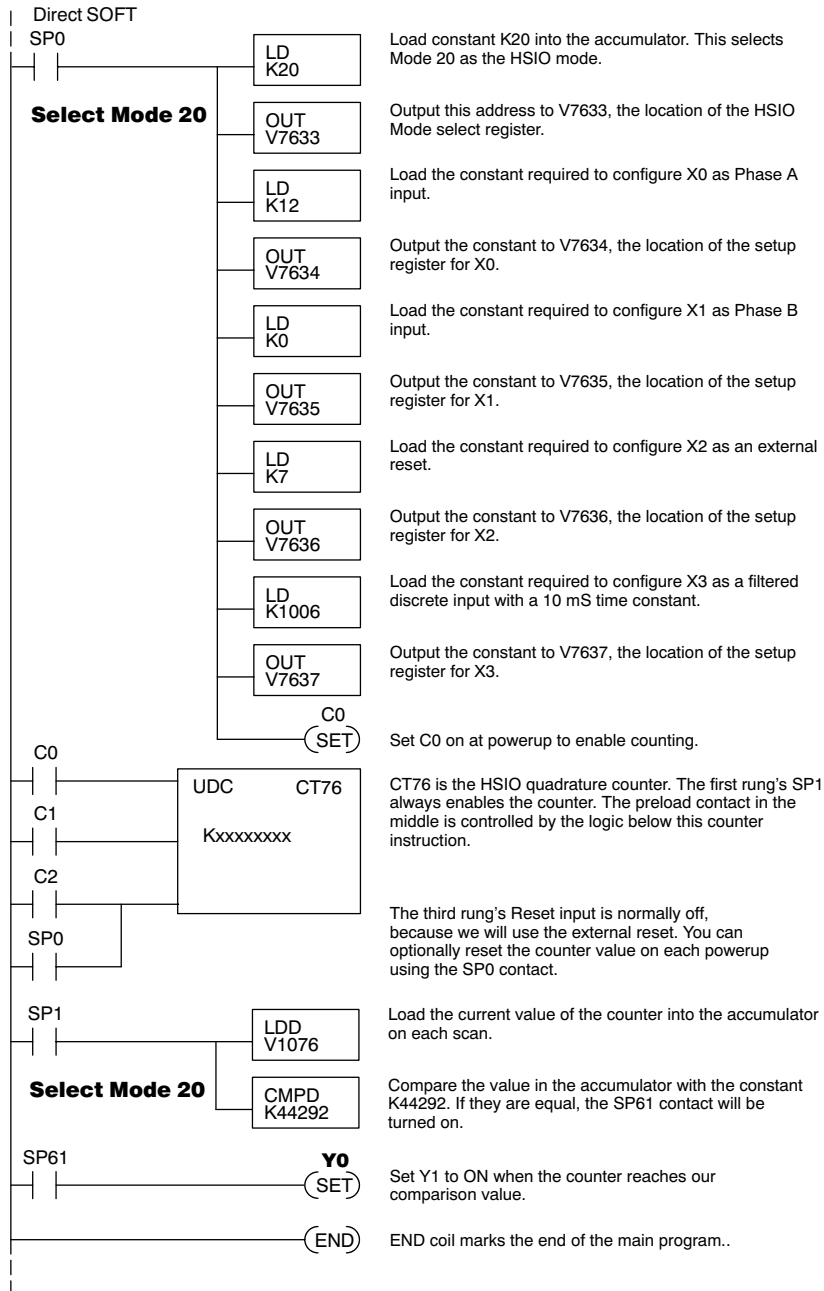 Direct SOFT
SP0
LD
K20
Load constant K20 into the accumulator. This selects
Mode 20 as the HSIO mode.
Select Mode 20
OUT
V7633
Output this address to V7633, the location of the HSIO
Mode select register.
LD
K12
Load the constant required to configure X0 as Phase A
input.
OUT
V7634
Output the constant to V7634, the location of the setup
register for X0.
LD
K0
Load the constant required to configure X1 as Phase B
input.
OUT
V7635
Output the constant to V7635, the location of the setup
register for X1.
LD
K7
Load the constant required to configure X2 as an external
reset.
OUT
V7636
Output the constant to V7636, the location of the setup
register for X2.
LD
K1006
Load the constant required to configure X3 as a filtered
discrete input with a 10 mS time constant.
OUT
V7637
Output the constant to V7637, the location of the setup
register for X3.
C0
SET
Set C0 on at powerup to enable counting.
C0
UDC CT76
Kxxxxxxxx
C1
C2
SP0
CT76 is the HSIO quadrature counter. The first rung's SP1
always enables the counter. The preload contact in the
middle is controlled by the logic below this counter
instruction.
The third rung's Reset input is normally off,
because we will use the external reset. You can
optionally reset the counter value on each powerup
using the SP0 contact.
SP1
LDD
V1076
Load the current value of the counter into the accumulator
on each scan.
Select Mode 20
CMPD
K44292
Compare the value in the accumulator with the constant
K44292. If they are equal, the SP61 contact will be
turned on.
SP61
Y0
SET
Set Y1 to ON when the counter reaches our
comparison value.
END
END coil marks the end of the main program..